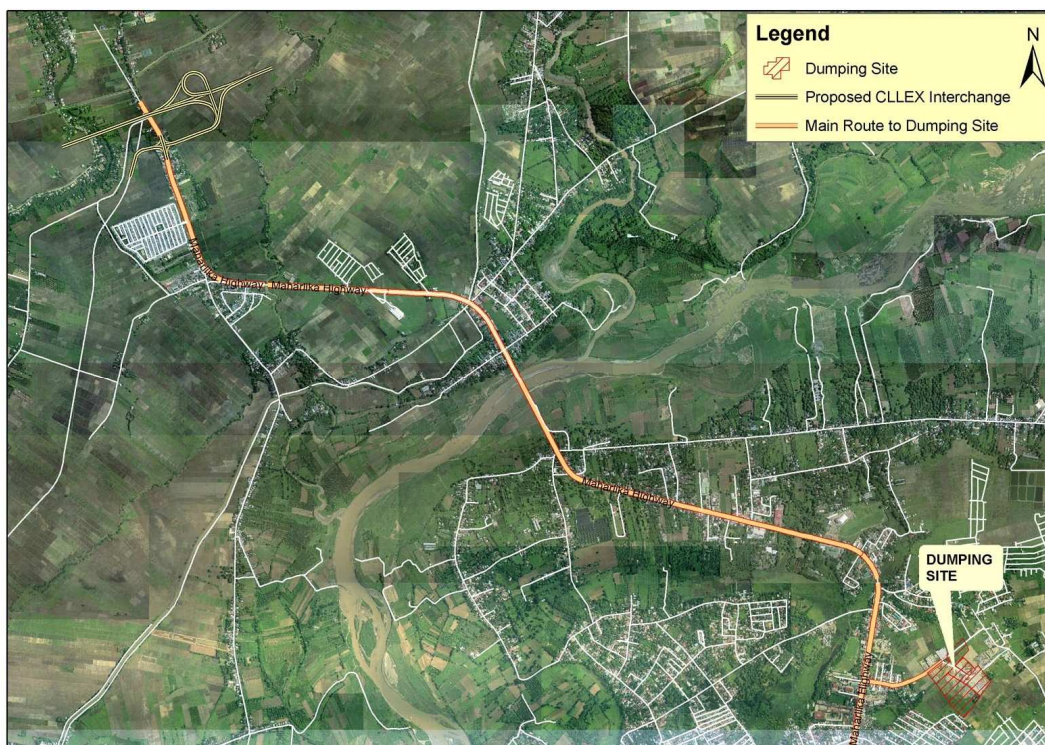 Legend
N
Dumping Site
Proposed CLLEX Interchange
Main Route to Dumping Site
Maharlika Highway
Maharlika Highway
Maharlika Highway
DUMPING
SITE
Maharlika Highway